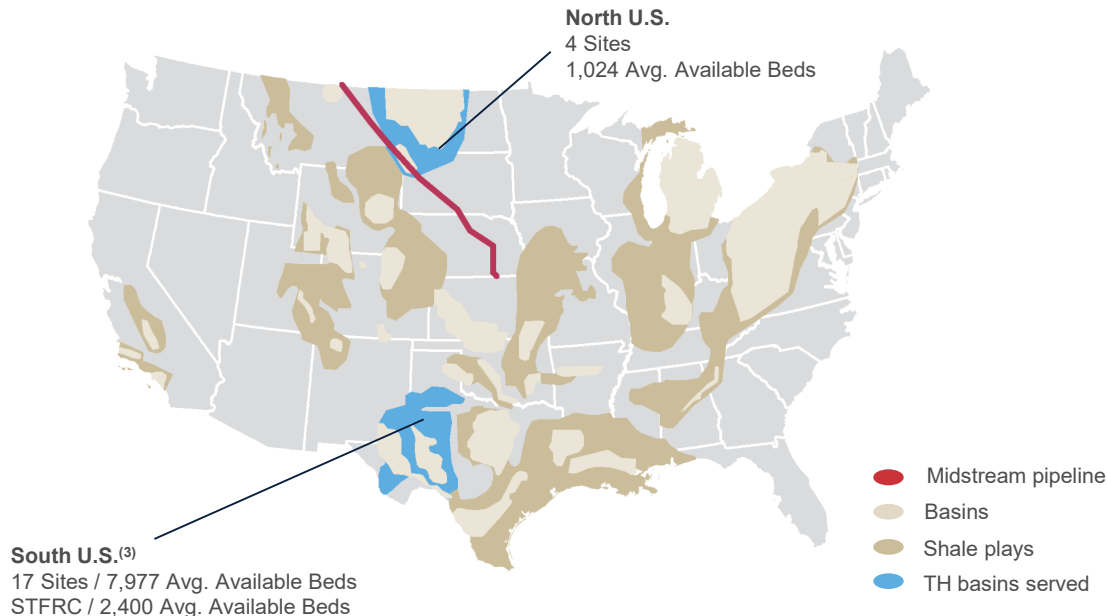 North U.S.
4 Sites
1,024 Avg. Available Beds
Midstream pipeline
Basins
Shale plays
TH basins served
South U.S.(3)
17 Sites / 7,977 Avg. Available Beds
STFRC / 2,400 Avg. Available Beds